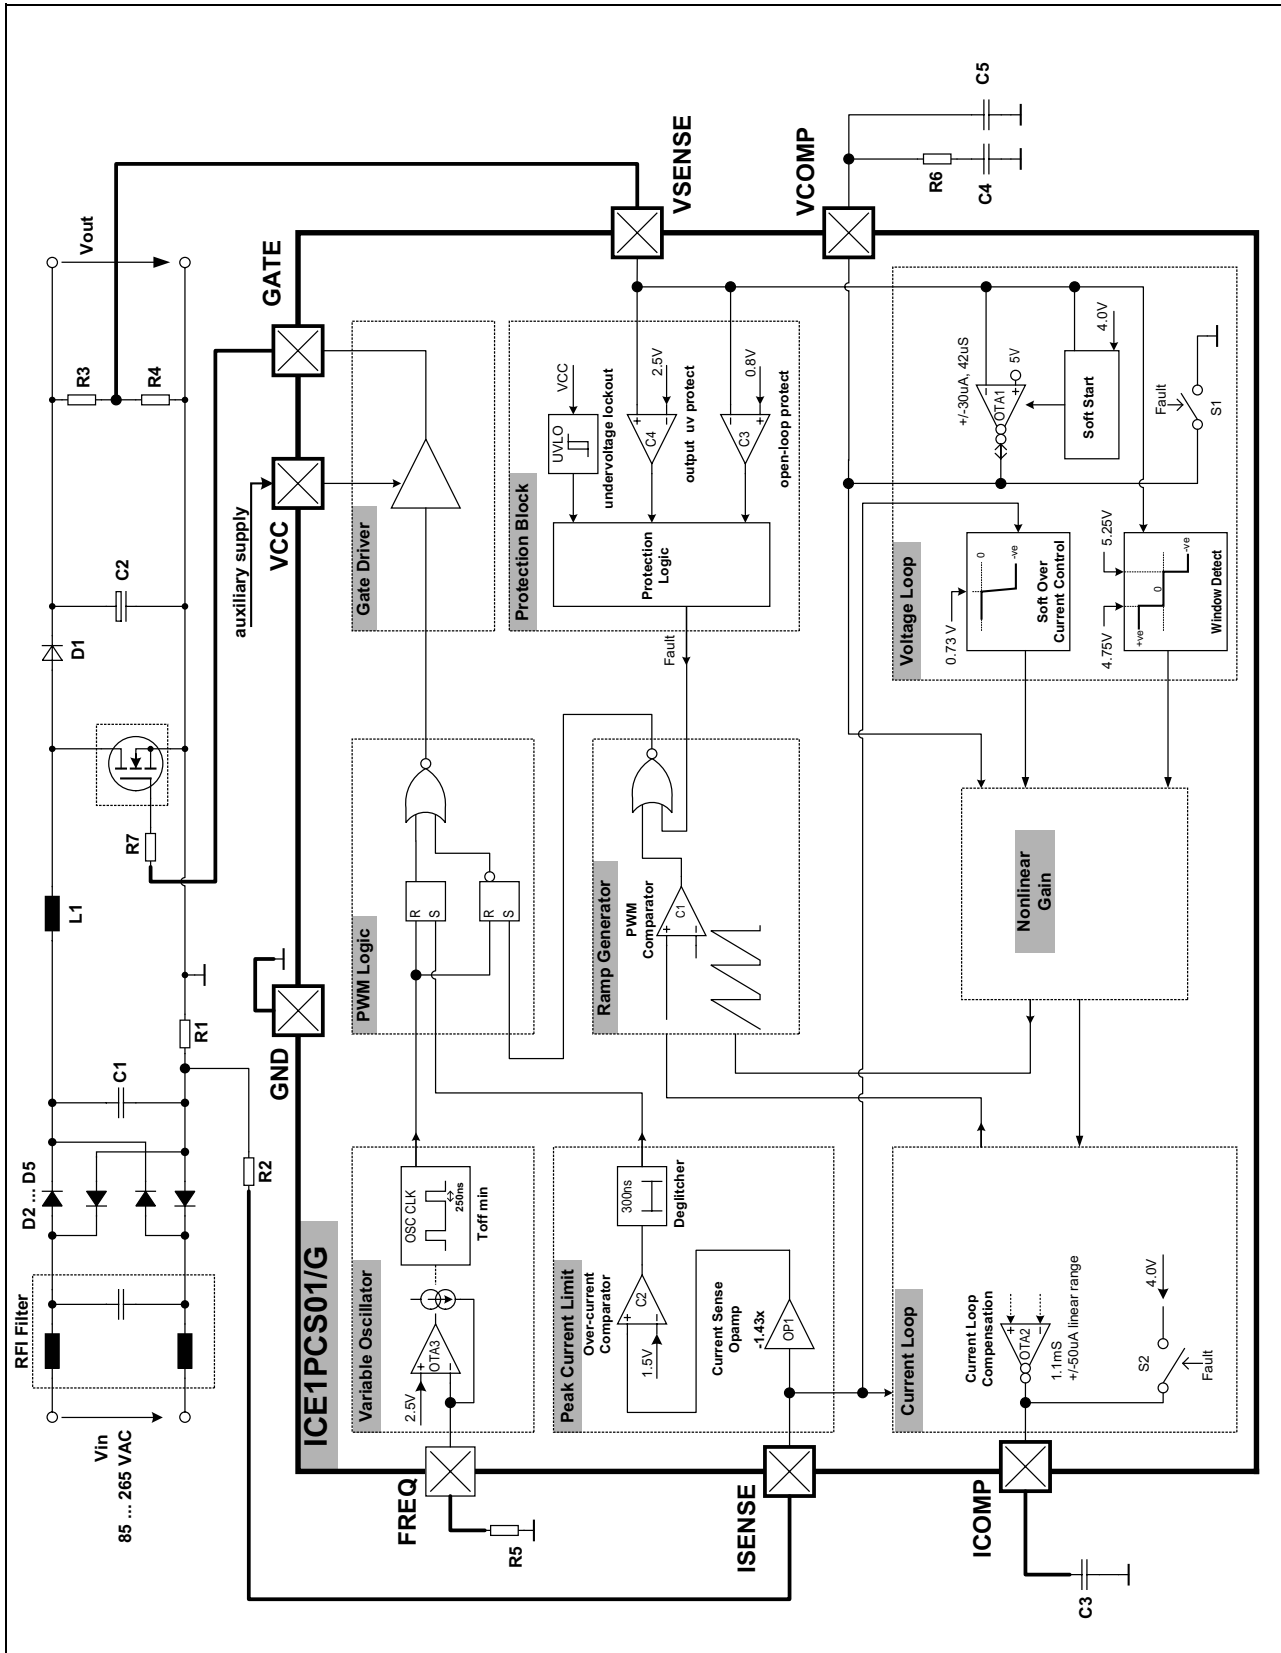 RFI Filter
Vin
85 ... 265 VAC
D2 ... D5
C1
R1
R2
L1
R7
D1
C2
R3
R4
Vout
auxiliary supply
GND
VCC
GATE
ICE1PCS01/G
FREQ
R5
Variable Oscillator
2.5V
+
−
OTA3
OSC CLK
250ns
Toff min
PWM Logic
R
S
R
S
Gate Driver
Peak Current Limit
Over-current
Comparator
1.5V
+
−
C2
300ns
Deglitcher
Current Sense
Opamp
-1.43x
OP1
ISENSE
Ramp Generator
PWM
Comparator
+
−
C1
Protection Block
Fault
Protection
Logic
UVLO
VCC
undervoltage lockout
C4
+
−
2.5V
output uv protect
C3
−
+
0.8V
open-loop protect
VSENSE
VCOMP
R6
C4
C5
Current Loop
Current Loop
Compensation
+
−
OTA2
1.1mS
+/-50uA linear range
S2
4.0V
Fault
ICOMP
C3
Nonlinear
Gain
Voltage Loop
0.73 V
0
-ve
Soft Over
Current Control
4.75V
5.25V
+ve
0
-ve
Window Detect
+/-30uA, 42uS
−
+
OTA1
5V
Soft Start
4.0V
Fault
S1